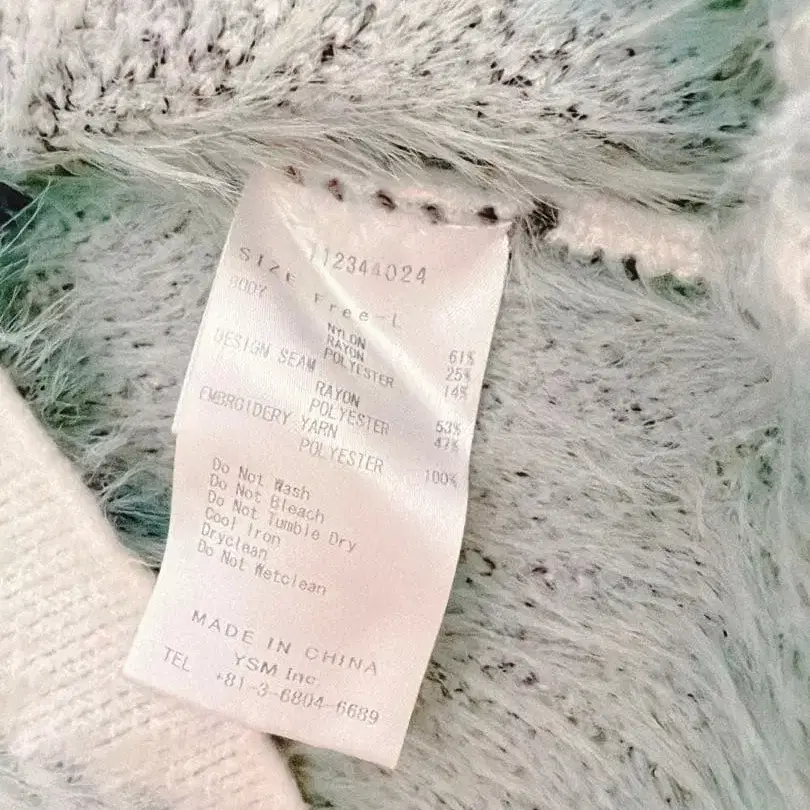 112344024
SIZE Free-L
BODY
NYLON 61%
RAYON 25%
POLYESTER 14%
DESIGN SEAM
RAYON 53%
POLYESTER 47%
EMBROIDERY YARN
POLYESTER 100%
Do Not Wash
Do Not Bleach
Do Not Tumble Dry
Cool Iron
Dryclean
Do Not Wetclean
MADE IN CHINA
YSM Inc.
TEL +81-3-6804-6689